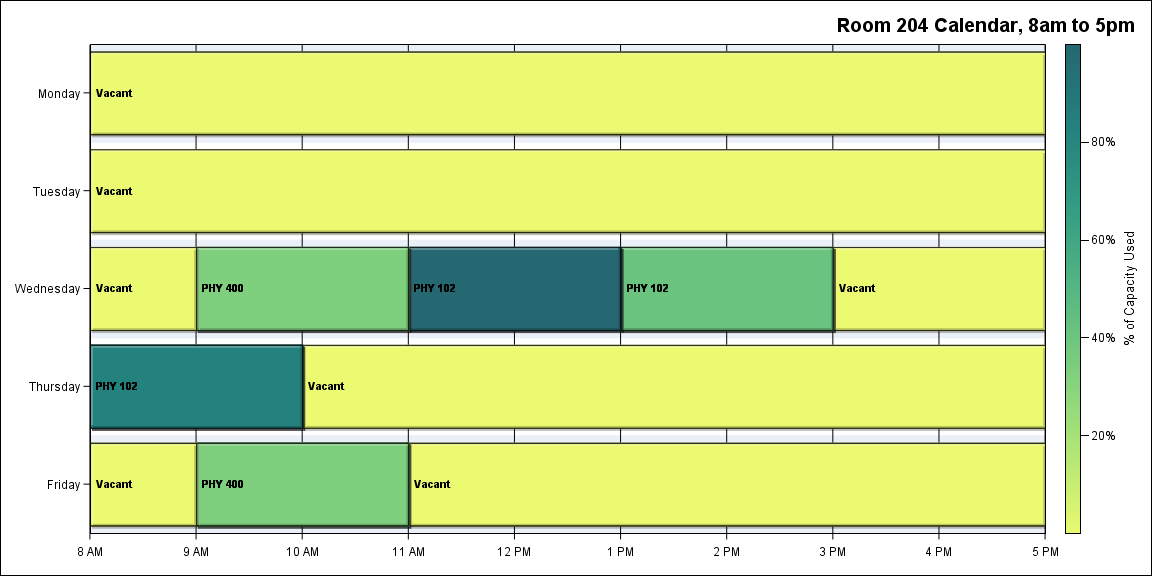 Room 204 Calendar, 8am to 5pm
Monday
Vacant
Tuesday
Vacant
Wednesday
Vacant
PHY 400
PHY 102
PHY 102
Vacant
Thursday
PHY 102
Vacant
Friday
Vacant
PHY 400
Vacant
8 AM
9 AM
10 AM
11 AM
12 PM
1 PM
2 PM
3 PM
4 PM
5 PM
80%
60%
40%
20%
% of Capacity Used